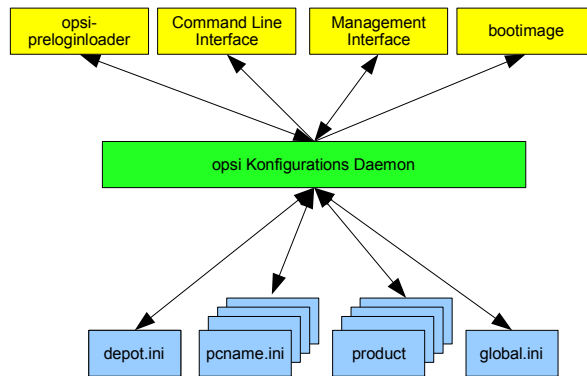 opsi-
preloginloader
Command Line
Interface
Management
Interface
bootimage
opsi Konfigurations Daemon
depot.ini
pcname.ini
product
global.ini